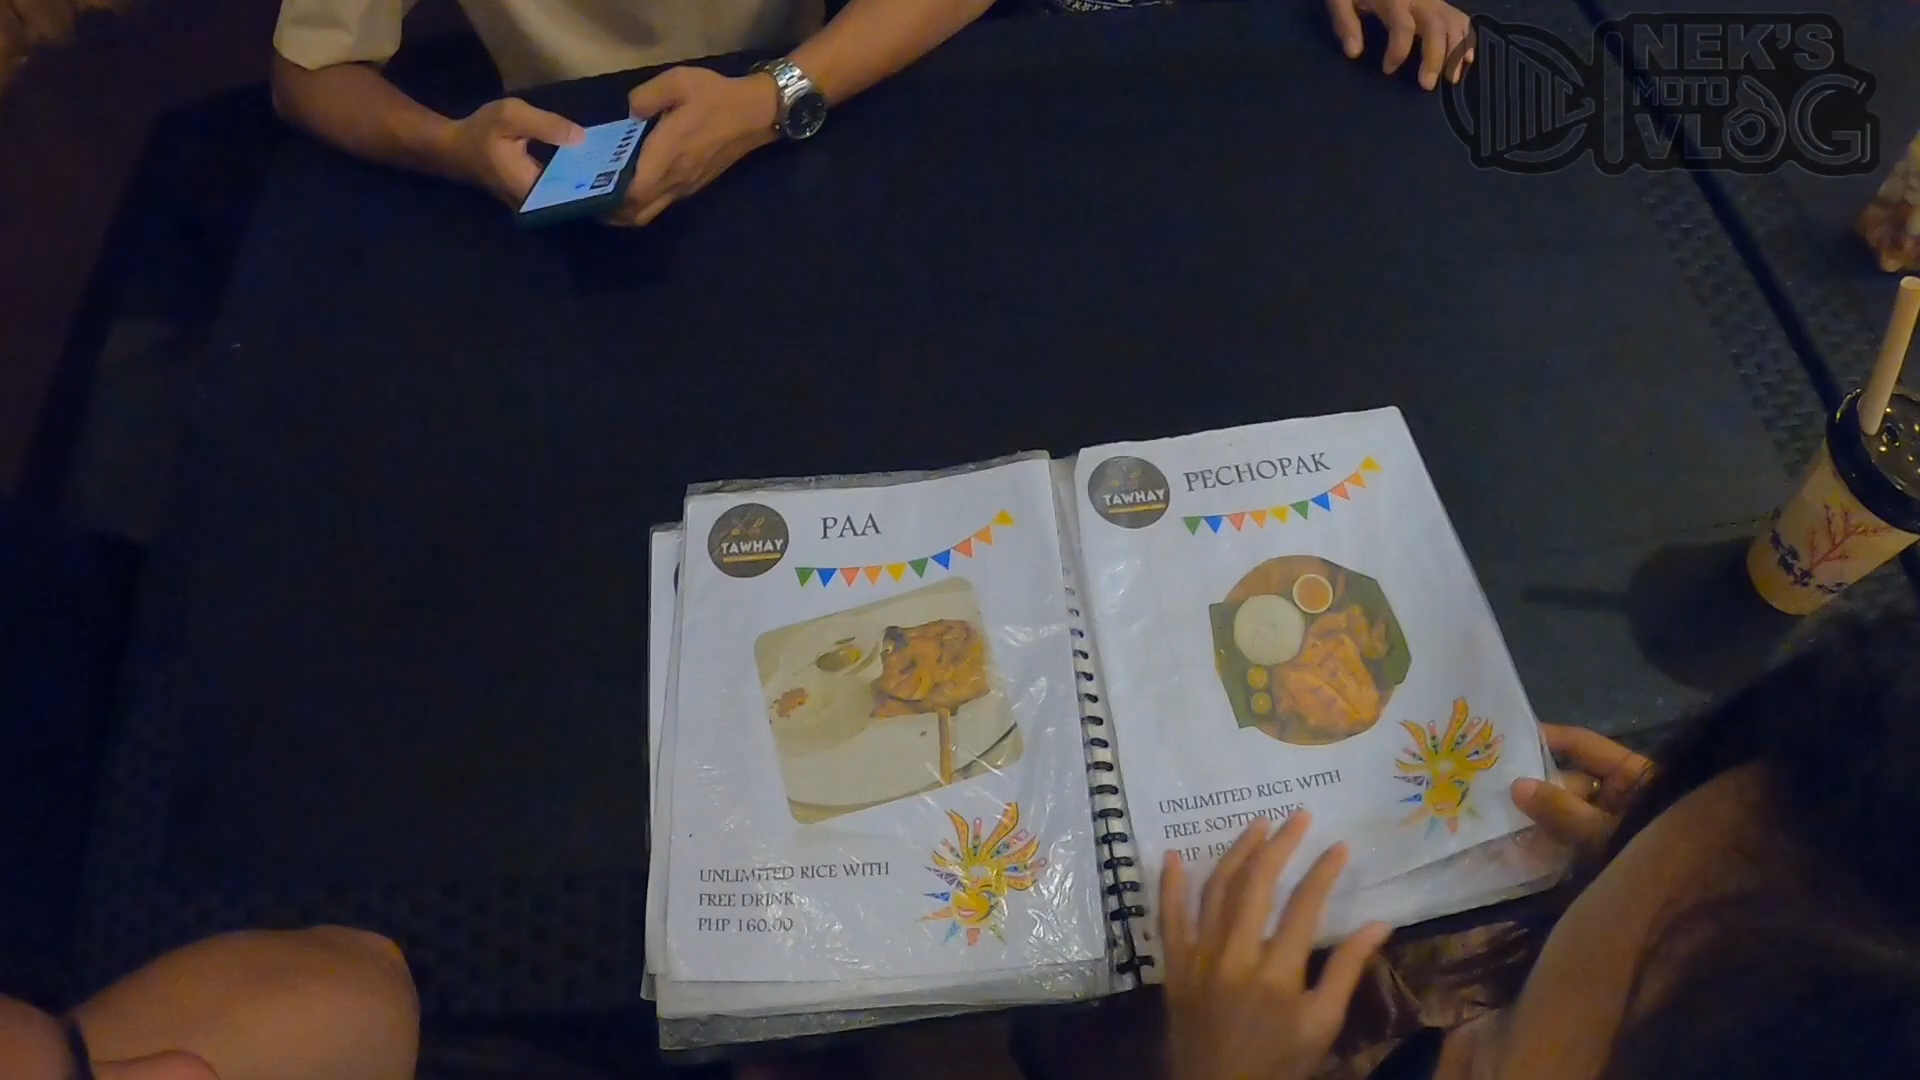 NEK'S
MOTO
VLOG
TAWHAY
PAA
UNLIMITED RICE WITH
FREE DRINK
PHP 160.00
TAWHAY
PECHOPAK
UNLIMITED RICE WITH
FREE SOFTDRINKS